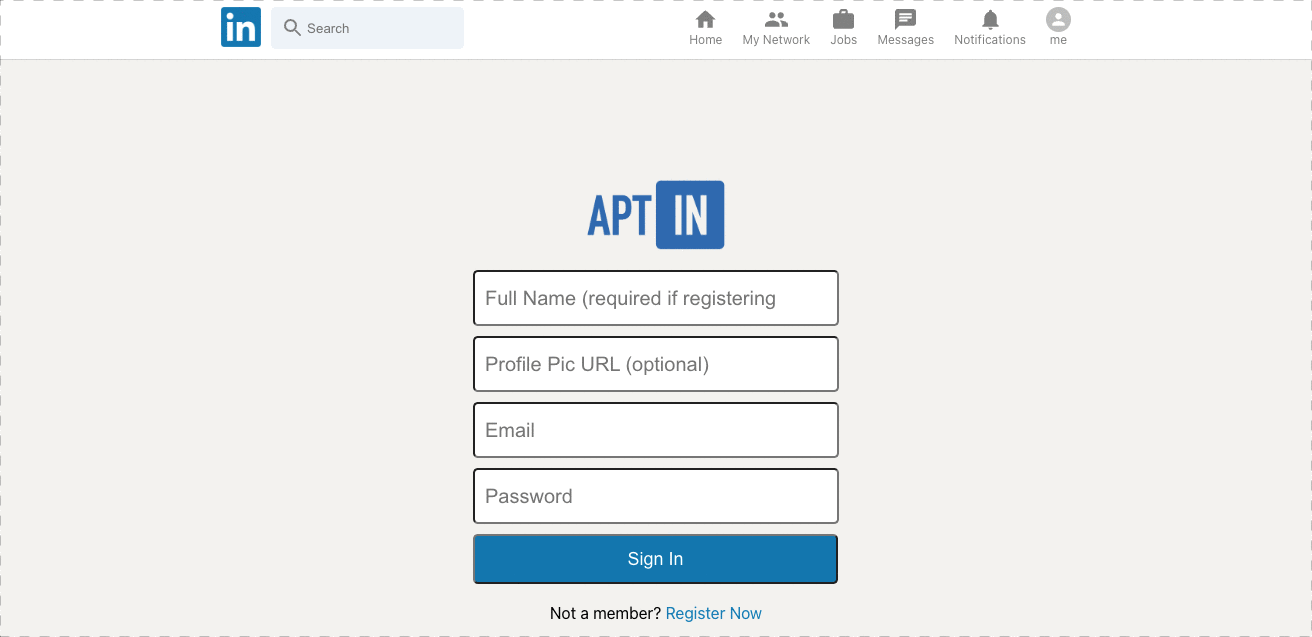 in Search Home My Network Jobs Messages Notifications me
APT IN
Full Name (required if registering
Profile Pic URL (optional)
Email
Password
Sign In
Not a member? Register Now